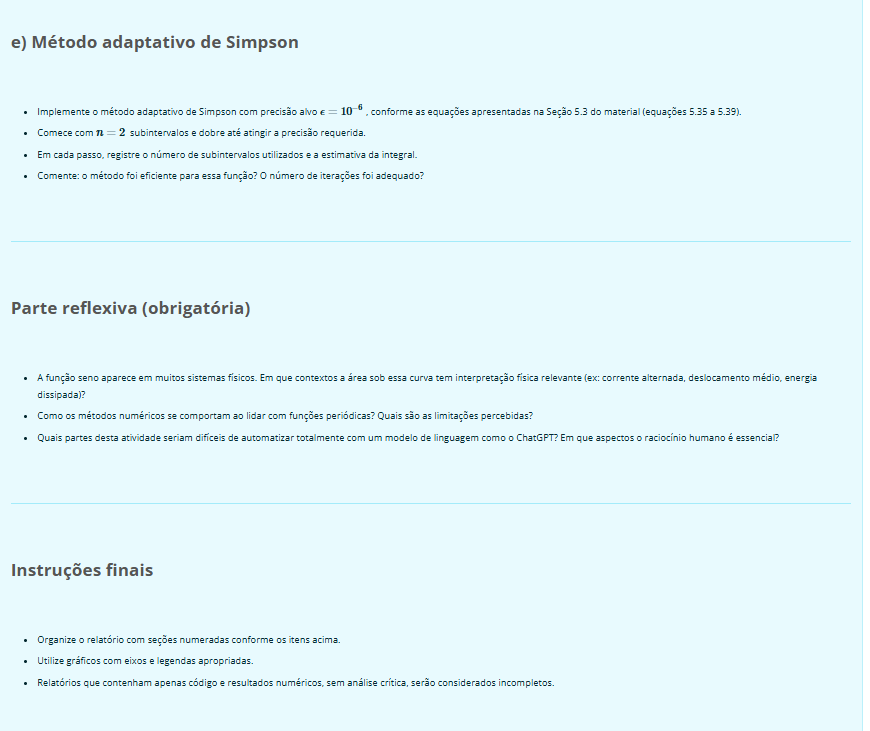 e) Método adaptativo de Simpson
• Implemente o método adaptativo de Simpson com precisão alvo ϵ = 10⁻⁶ , conforme as equações apresentadas na Seção 5.3 do material (equações 5.35 a 5.39).
• Comece com n = 2 subintervalos e dobre até atingir a precisão requerida.
• Em cada passo, registre o número de subintervalos utilizados e a estimativa da integral.
• Comente: o método foi eficiente para essa função? O número de iterações foi adequado?
Parte reflexiva (obrigatória)
• A função seno aparece em muitos sistemas físicos. Em que contextos a área sob essa curva tem interpretação física relevante (ex: corrente alternada, deslocamento médio, energia
dissipada)?
• Como os métodos numéricos se comportam ao lidar com funções periódicas? Quais são as limitações percebidas?
• Quais partes desta atividade seriam difíceis de automatizar totalmente com um modelo de linguagem como o ChatGPT? Em que aspectos o raciocínio humano é essencial?
Instruções finais
• Organize o relatório com seções numeradas conforme os itens acima.
• Utilize gráficos com eixos e legendas apropriadas.
• Relatórios que contenham apenas código e resultados numéricos, sem análise crítica, serão considerados incompletos.